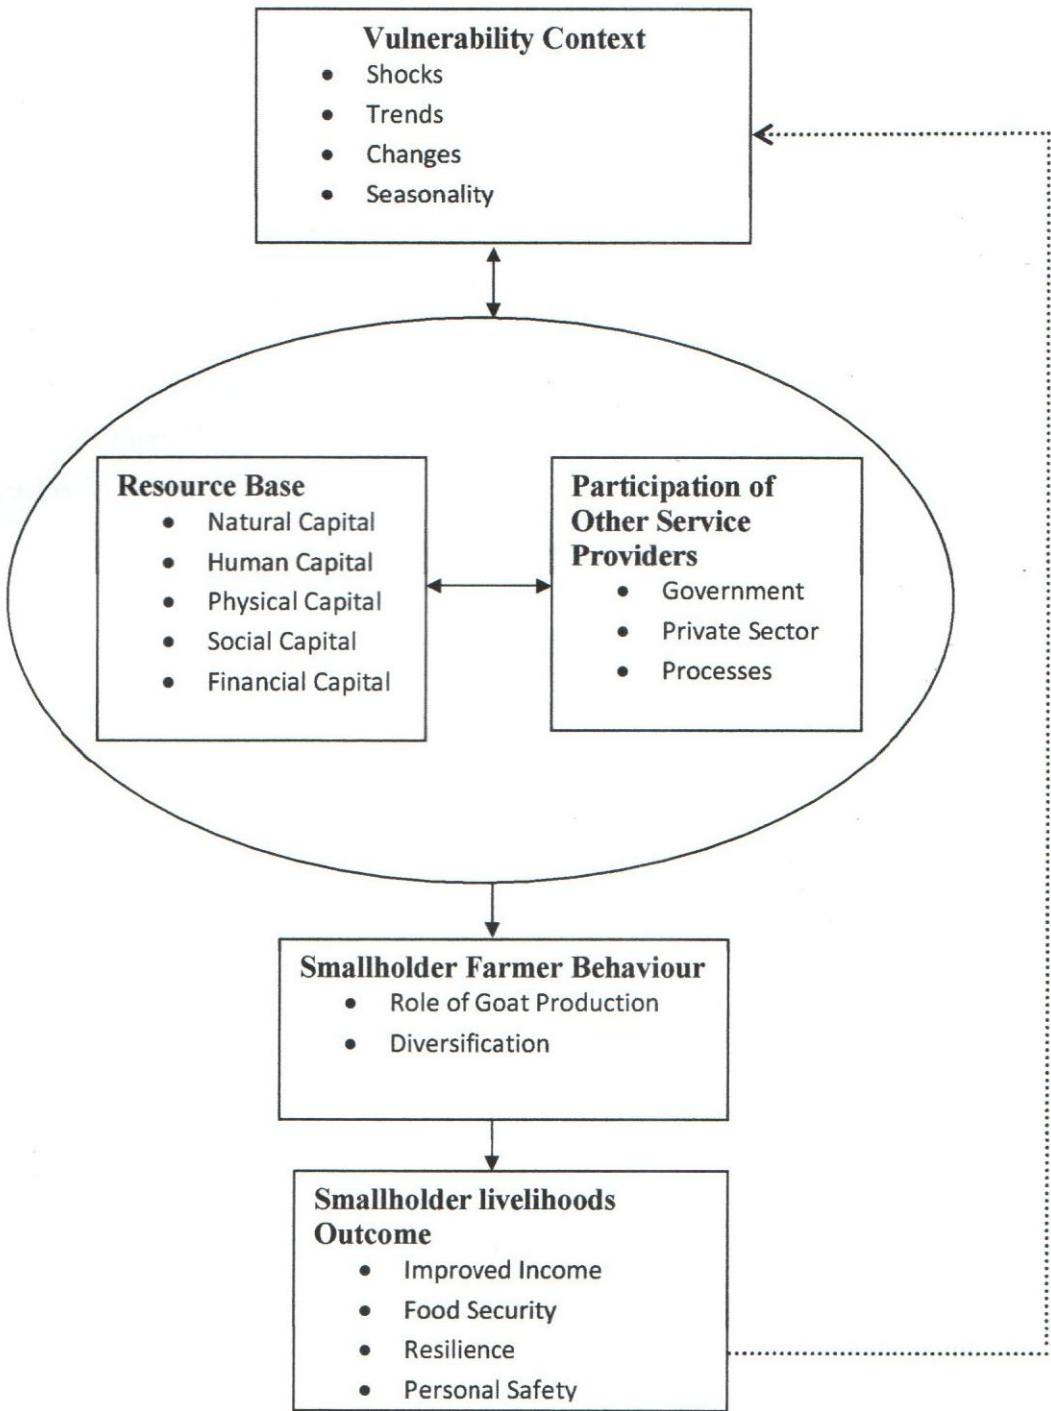 Vulnerability Context
• Shocks
• Trends
• Changes
• Seasonality
Resource Base
• Natural Capital
• Human Capital
• Physical Capital
• Social Capital
• Financial Capital
Participation of
Other Service
Providers
• Government
• Private Sector
• Processes
Smallholder Farmer Behaviour
• Role of Goat Production
• Diversification
Smallholder livelihoods
Outcome
• Improved Income
• Food Security
• Resilience
• Personal Safety